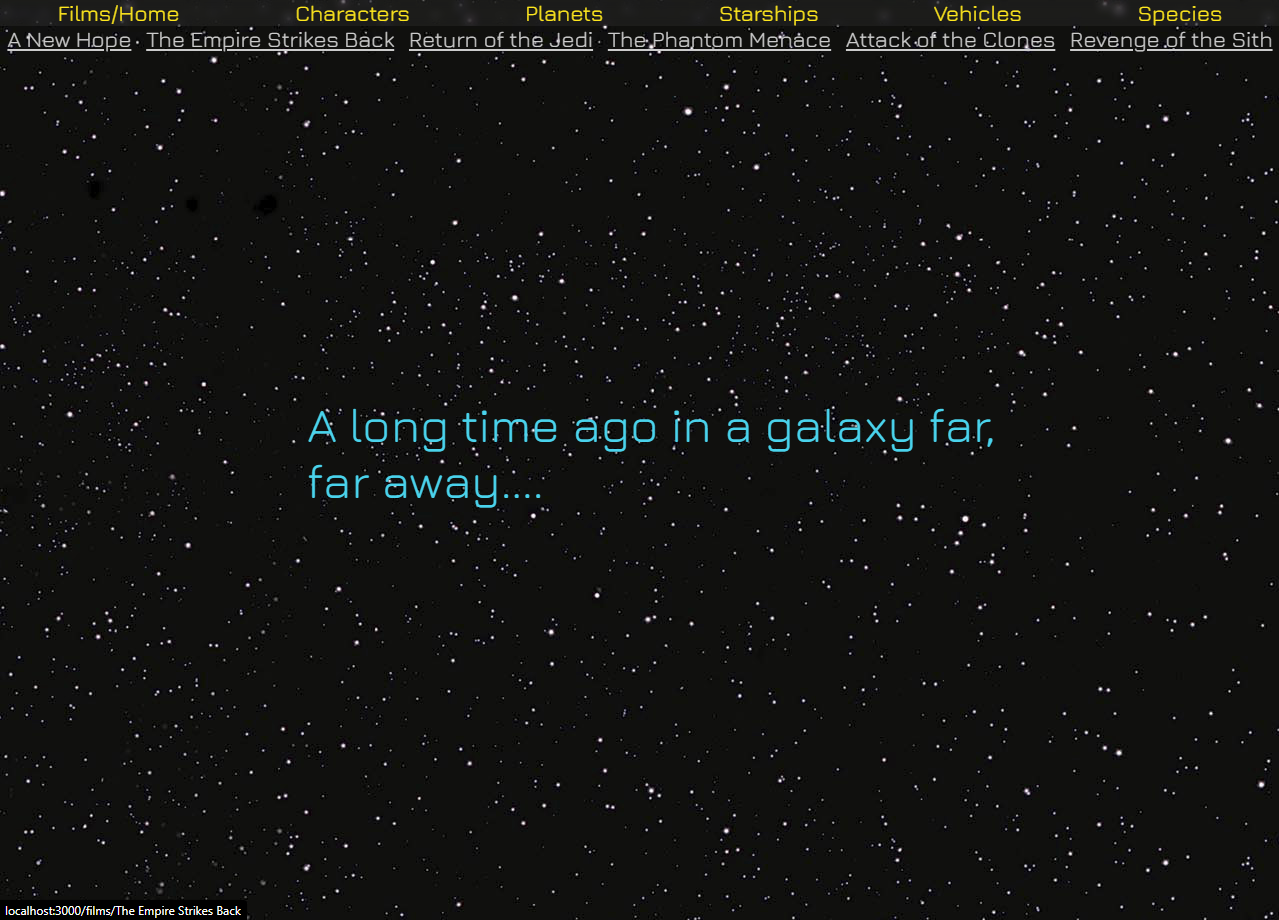 Films/Home Characters Planets Starships Vehicles Species
A New Hope The Empire Strikes Back Return of the Jedi The Phantom Menace Attack of the Clones Revenge of the Sith
A long time ago in a galaxy far,
far away....
localhost:3000/films/The Empire Strikes Back